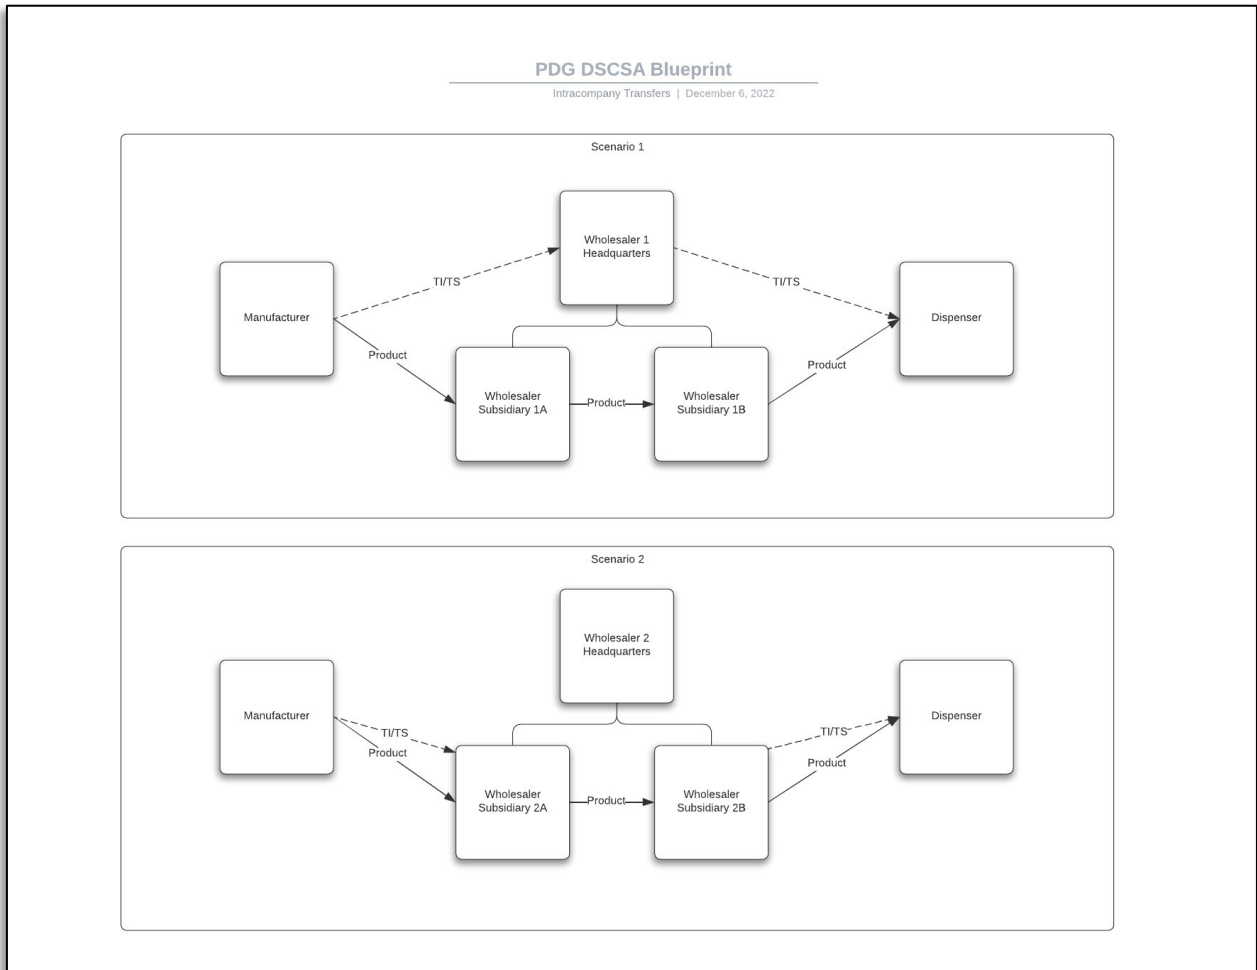 PDG DSCSA Blueprint
Intracompany Transfers | December 6, 2022
Scenario 1
Wholesaler 1
Headquarters
TI/TS
TI/TS
Manufacturer
Dispenser
Product
Product
Wholesaler
Subsidiary 1A
Product
Wholesaler
Subsidiary 1B
Scenario 2
Wholesaler 2
Headquarters
Manufacturer
Dispenser
TI/TS
TI/TS
Product
Product
Wholesaler
Subsidiary 2A
Product
Wholesaler
Subsidiary 2B